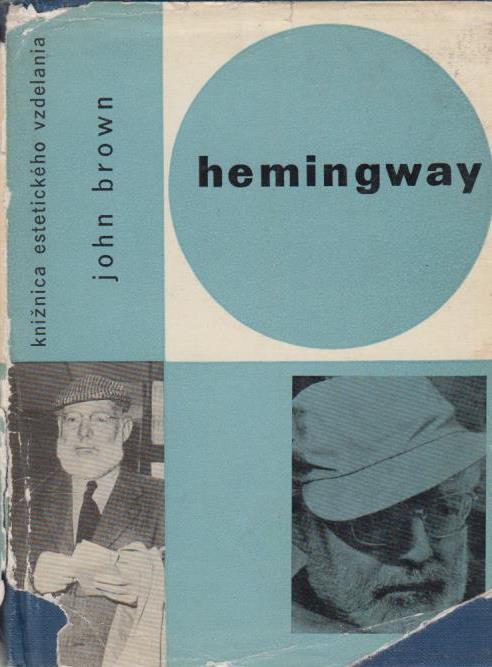 knižnica estetického vzdelania
john brown
hemingway